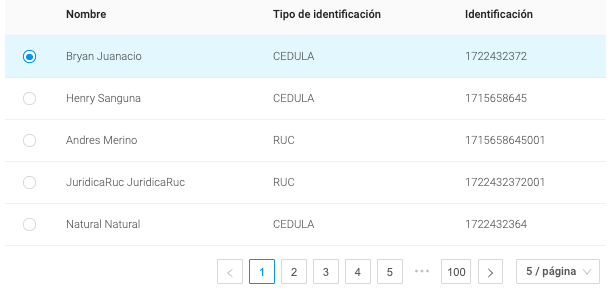 Nombre Tipo de identificación Identificación
Bryan Juanacio CEDULA 1722432372
Henry Sanguna CEDULA 1715658645
Andres Merino RUC 1715658645001
JuridicaRuc JuridicaRuc RUC 1722432372001
Natural Natural CEDULA 1722432364
< 1 2 3 4 5 ••• 100 > 5 / página